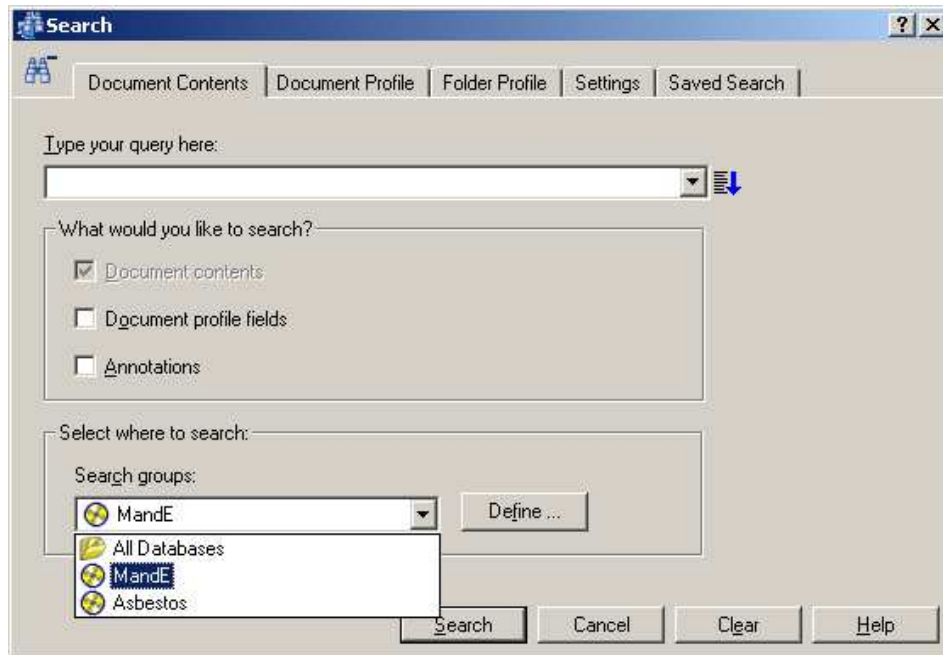 Search
Document Contents Document Profile Folder Profile Settings Saved Search
Type your query here:
What would you like to search?
Document contents
Document profile fields
Annotations
Select where to search:
Search groups:
MandE Define ...
All Databases
MandE
Asbestos
Search Cancel Clear Help